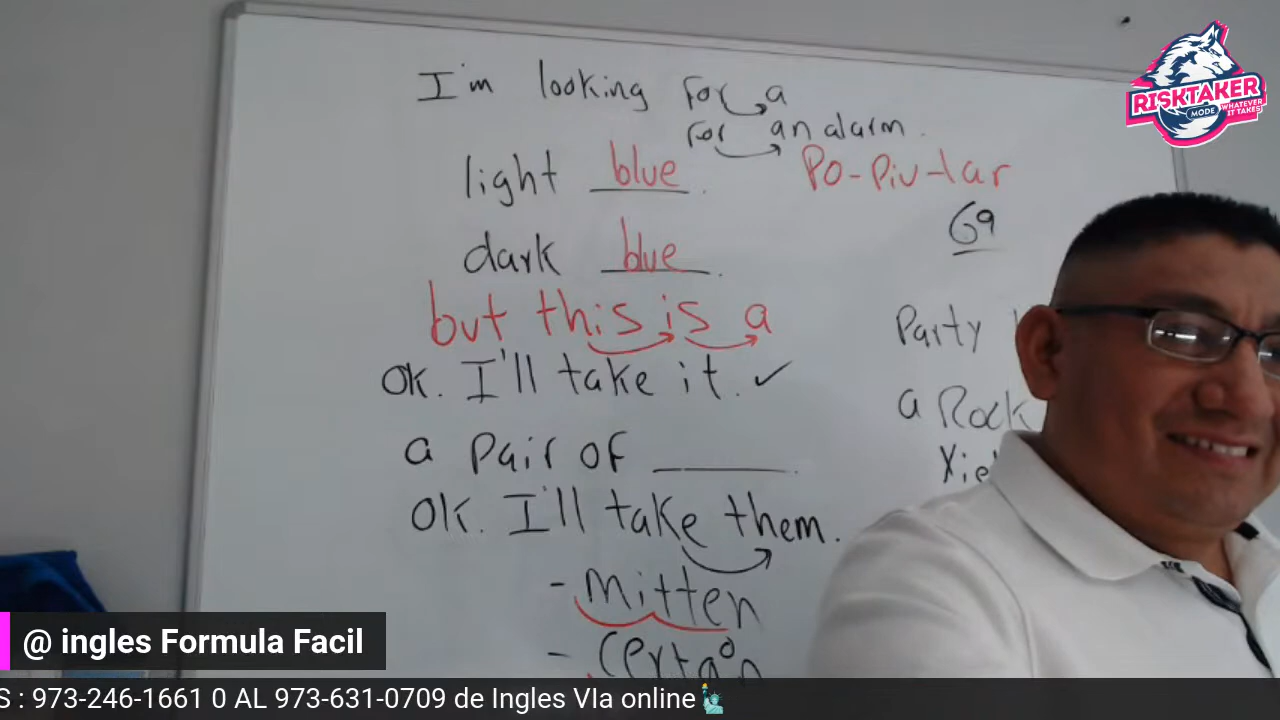 I'm looking for a
for an alarm.
light blue.
Po-Piu-lar
69
dark blue.
but this is a
Party
ok. I'll take it. ✓
a Rock
a pair of ________.
ok. I'll take them.
- Mitten
RISKTAKER
MODE
WHATEVER
IT TAKES
@ ingles Formula Facil
S : 973-246-1661 0 AL 973-631-0709 de Ingles VIa online🗽